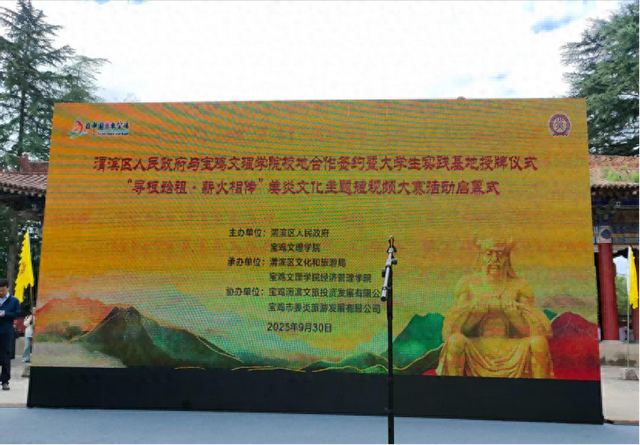 渭滨区人民政府与宝鸡文理学院校地合作签约暨大学生实践基地授牌仪式
“寻根始祖·薪火相传”姜炎文化主题短视频大赛活动启幕式
主办单位：渭滨区人民政府
宝鸡文理学院
承办单位：渭滨区文化和旅游局
宝鸡文理学院经济管理学院
协办单位：宝鸡渭滨文旅投资发展有限公
宝鸡市姜炎旅游发展有限公司
2025年9月30日